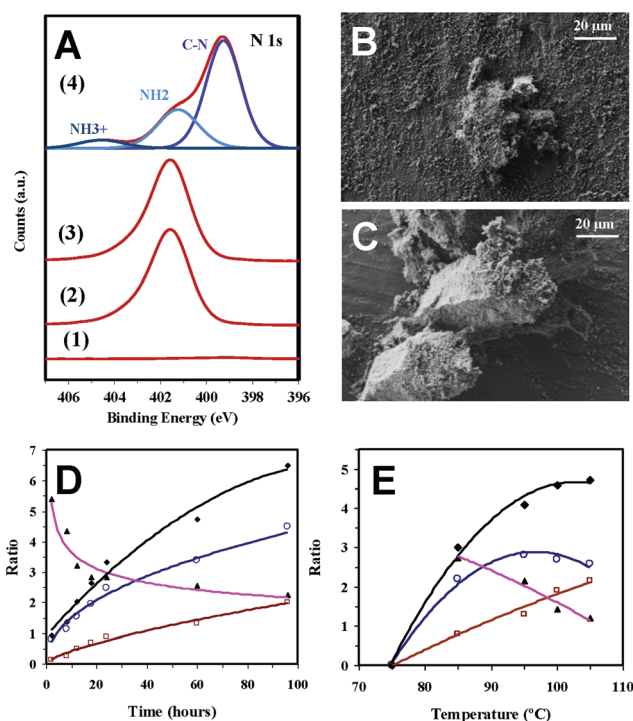 A
N 1s
C-N
(4)
NH2
NH3+
(3)
(2)
(1)
Counts (a.u.)
406 404 402 400 398 396
Binding Energy (eV)
B
20 µm
C
20 µm
D
7
6
5
4
3
2
1
0
Ratio
0 20 40 60 80 100
Time (hours)
E
5
4
3
2
1
0
Ratio
70 80 90 100 110
Temperature (ºC)